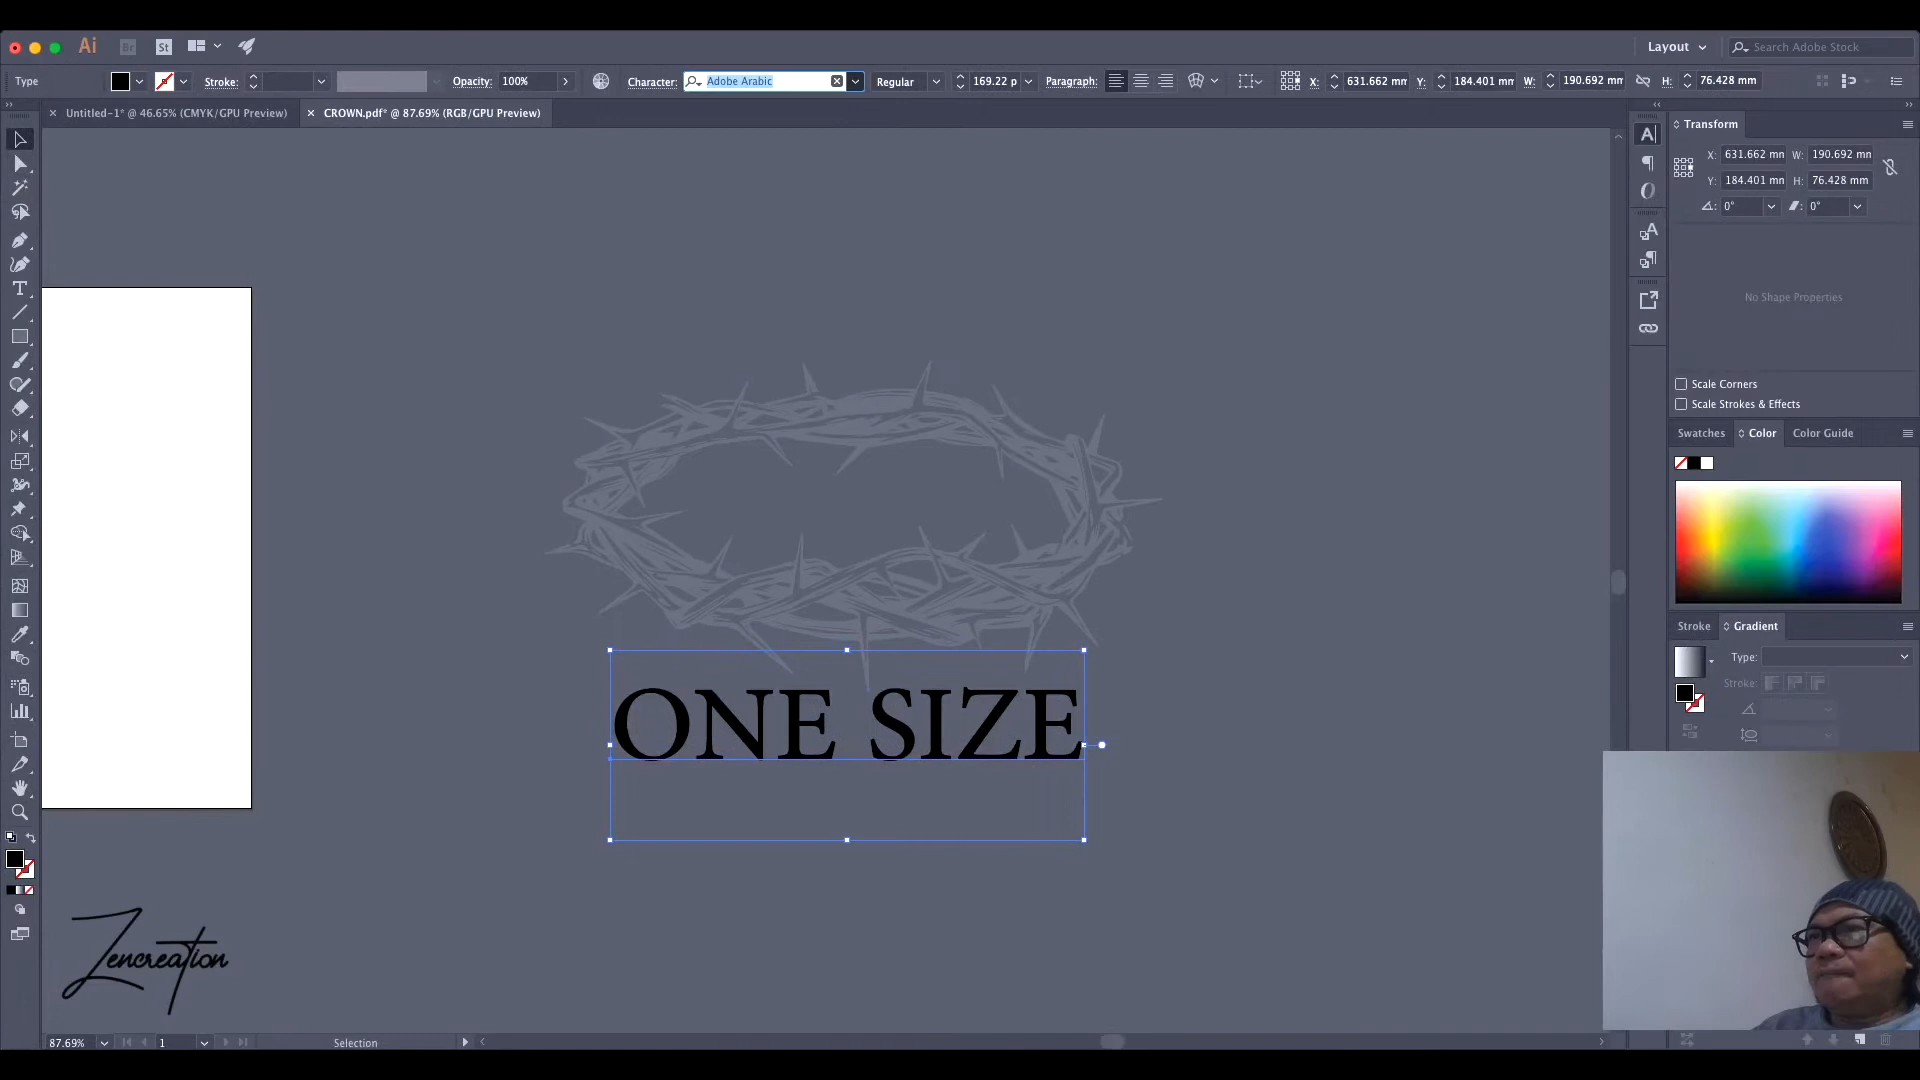 Ai Br St Layout Search Adobe Stock
Type Stroke: Opacity: 100% Character: Adobe Arabic Regular 169.22 p Paragraph: X: 631.662 mm Y: 184.401 mm W: 190.692 mm H: 76.428 mm
Untitled-1* @ 46.65% (CMYK/GPU Preview) CROWN.pdf* @ 87.69% (RGB/GPU Preview)
Transform
X: 631.662 mm W: 190.692 mm
Y: 184.401 mm H: 76.428 mm
0° 0°
No Shape Properties
Scale Corners
Scale Strokes & Effects
Swatches Color Color Guide
Stroke Gradient
Type:
Stroke:
ONE SIZE
Zencreation
87.69% 1 Selection